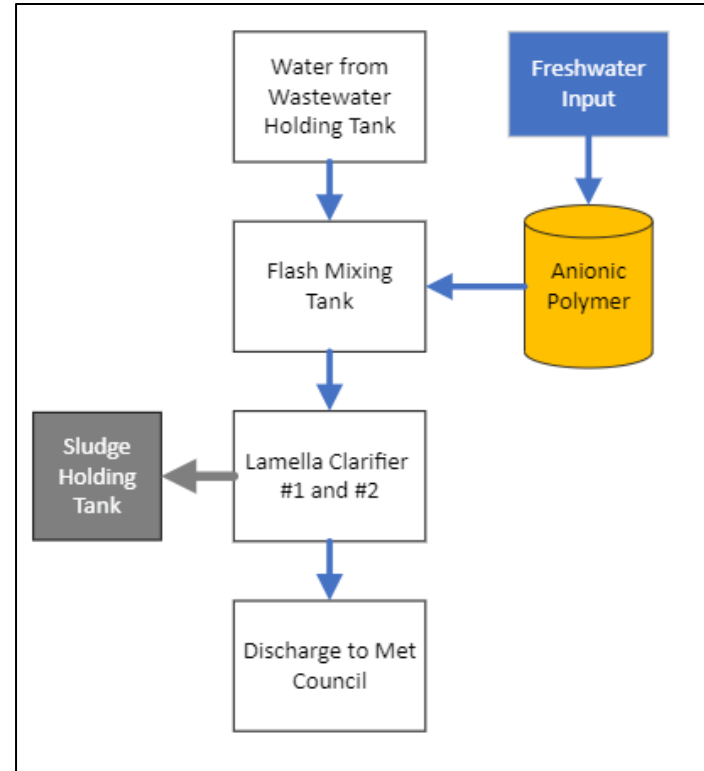 Water from
Wastewater
Holding Tank
Freshwater
Input
Flash Mixing
Tank
Anionic
Polymer
Sludge
Holding
Tank
Lamella Clarifier
#1 and #2
Discharge to Met
Council